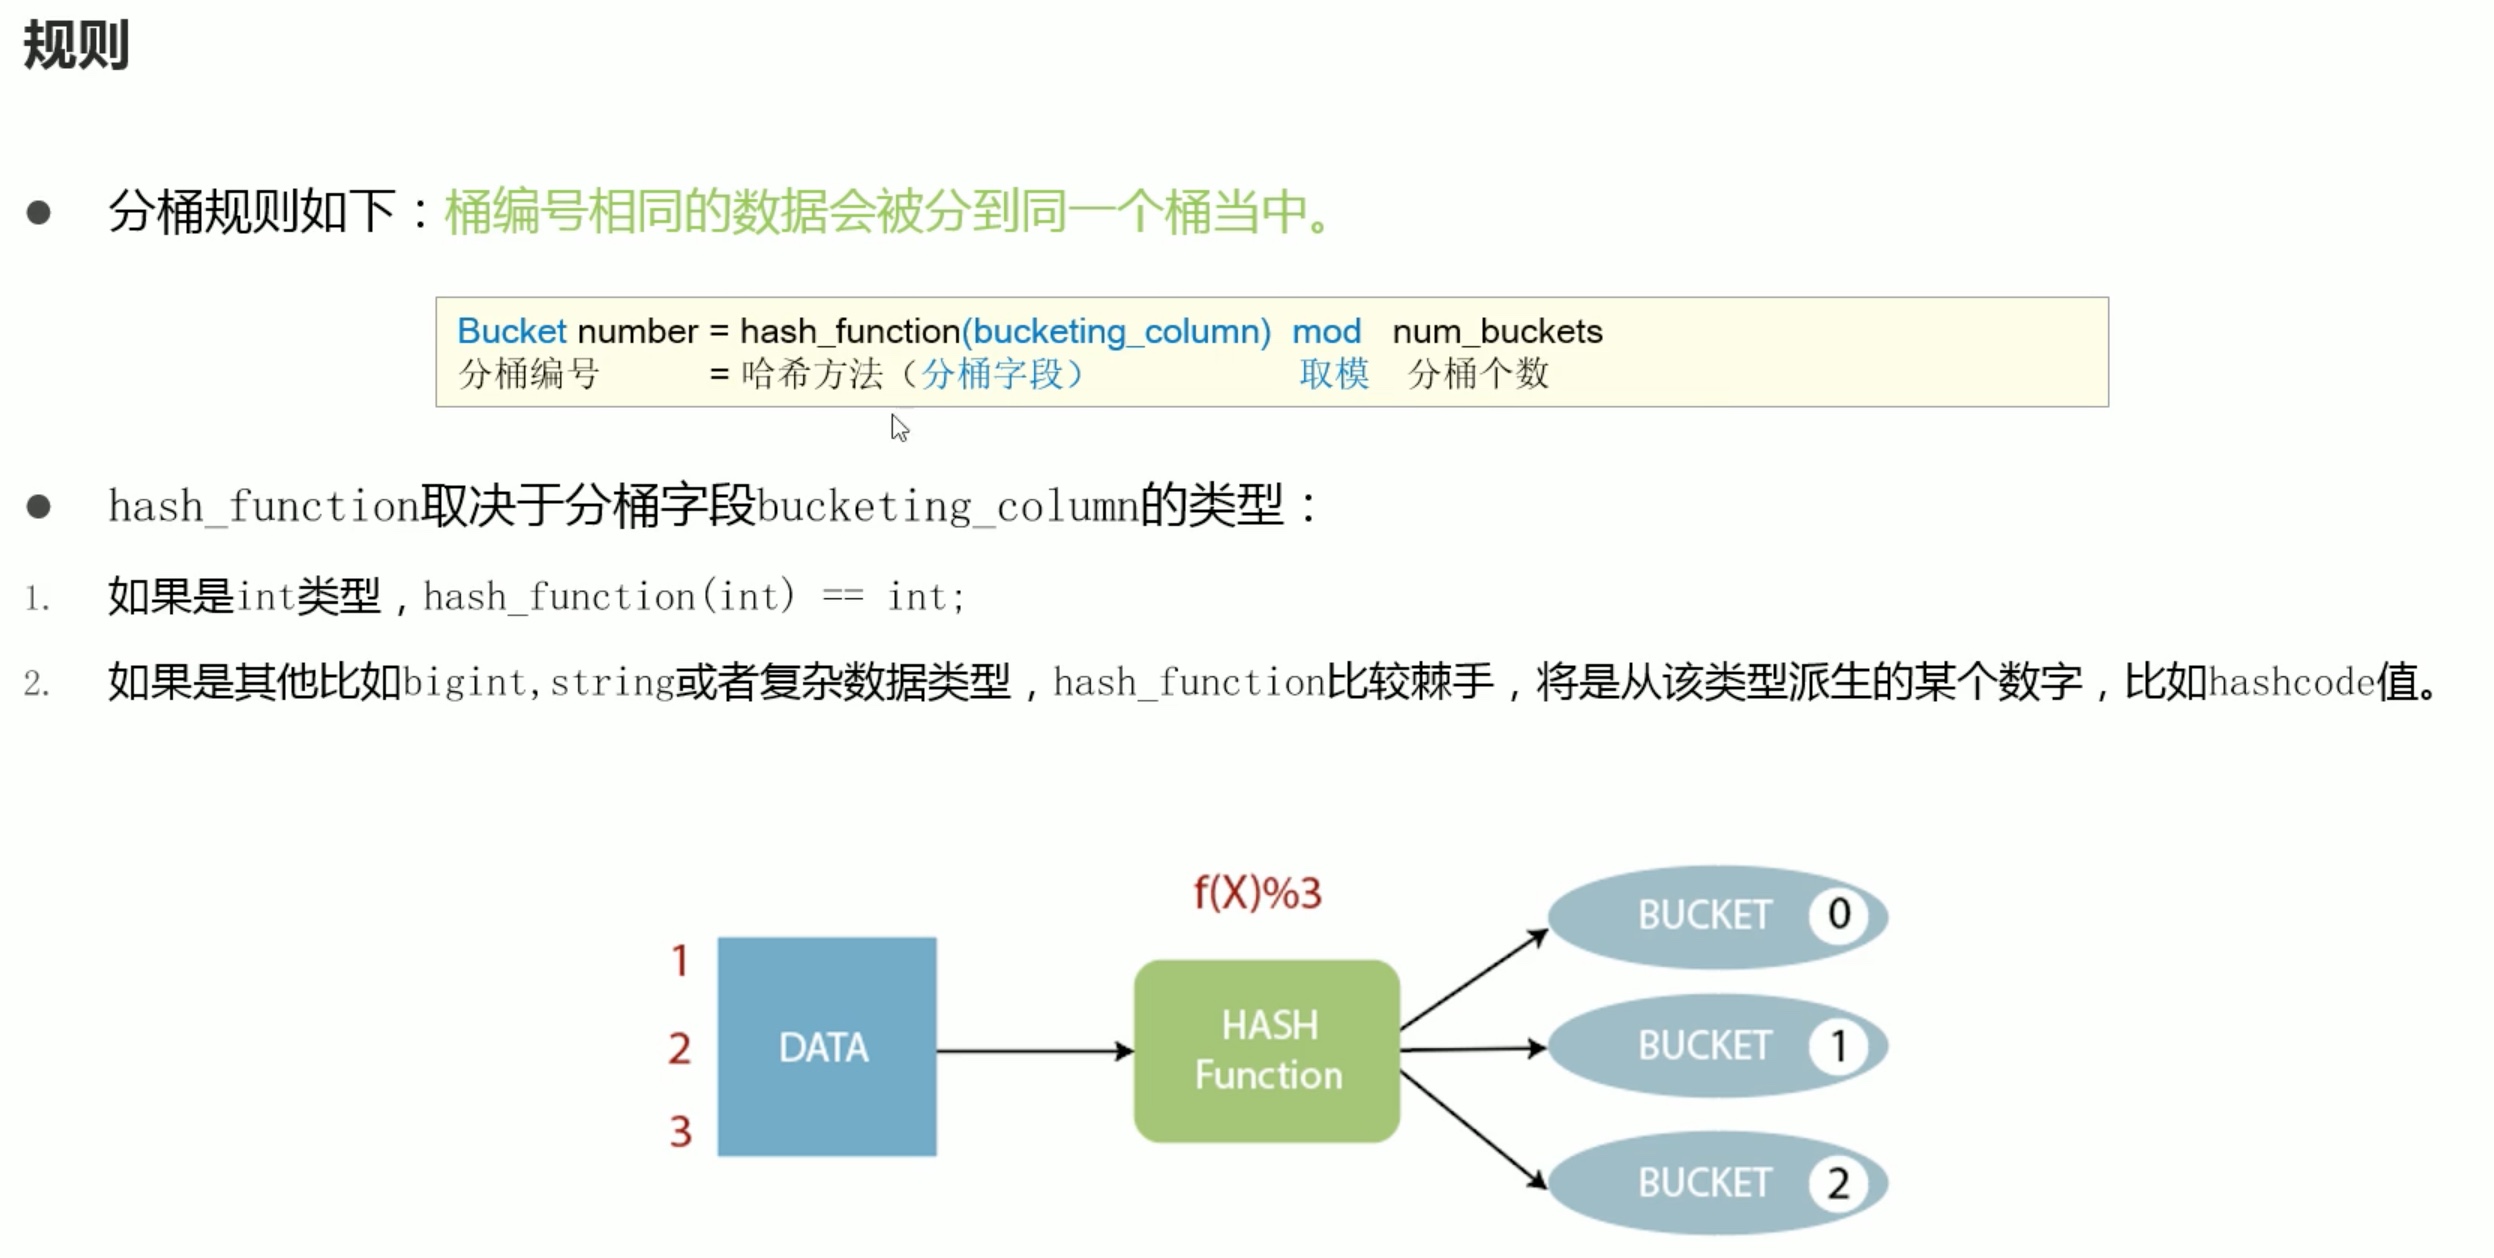 规则
● 分桶规则如下：桶编号相同的数据会被分到同一个桶当中。
Bucket number = hash_function(bucketing_column) mod num_buckets
分桶编号 = 哈希方法（分桶字段） 取模 分桶个数
● hash_function取决于分桶字段bucketing_column的类型：
1. 如果是int类型，hash_function(int) == int;
2. 如果是其他比如bigint,string或者复杂数据类型，hash_function比较棘手，将是从该类型派生的某个数字，比如hashcode值。
f(X)%3
1
2
3
DATA
HASH
Function
BUCKET 0
BUCKET 1
BUCKET 2